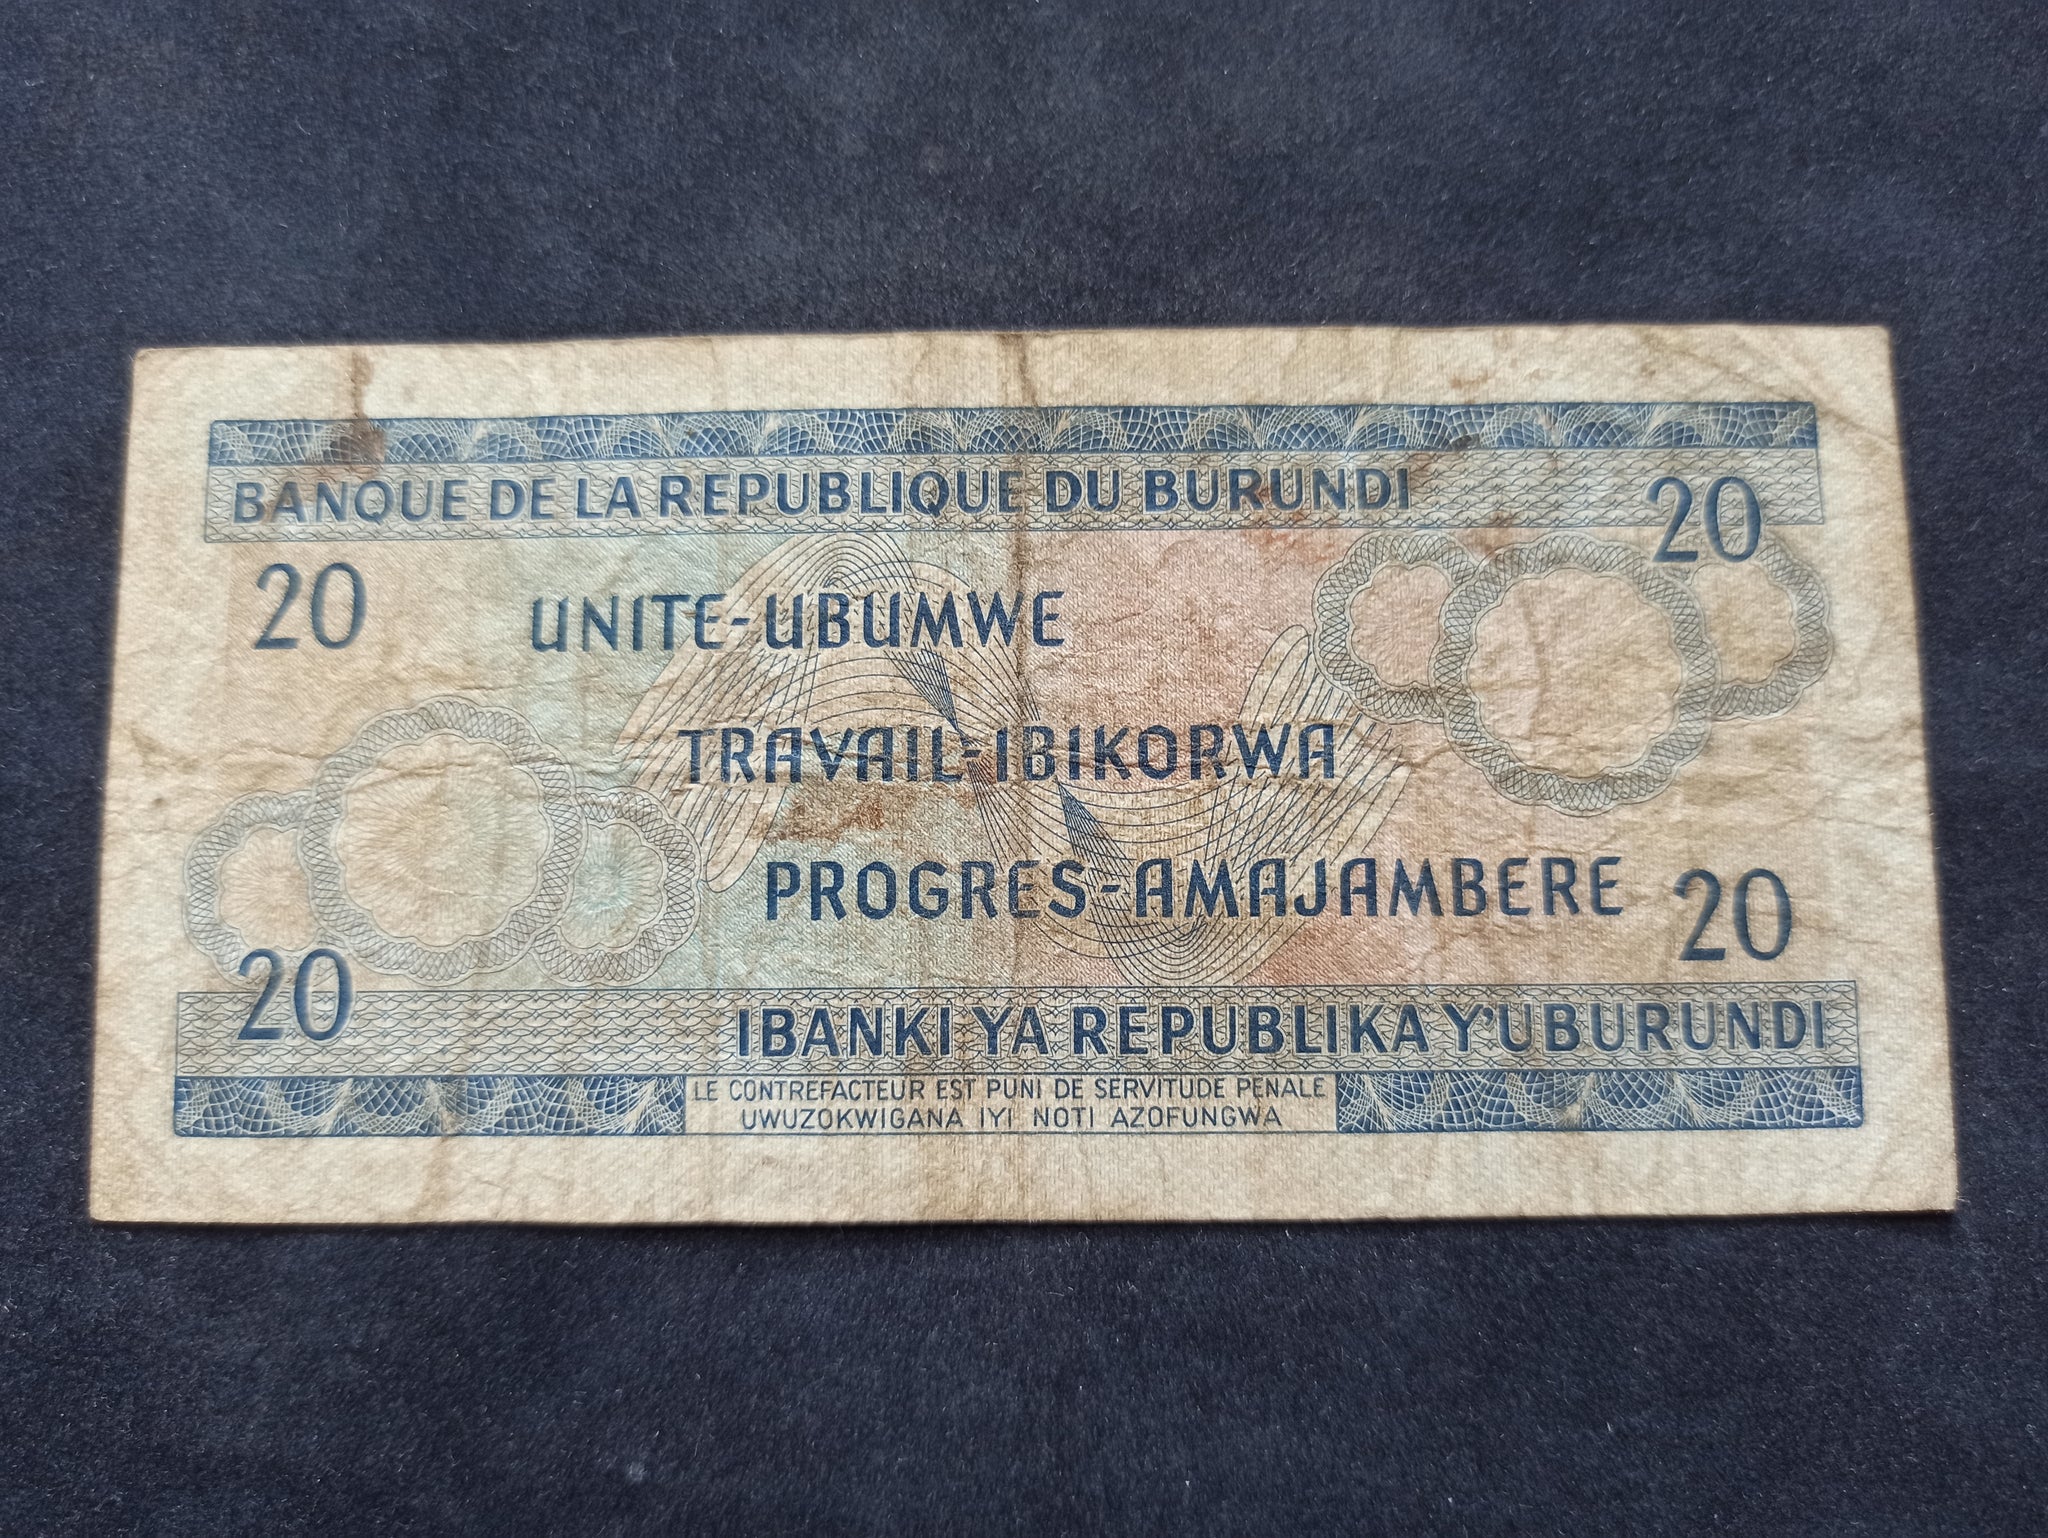 BANQUE DE LA REPUBLIQUE DU BURUNDI
20
20
UNITE-UBUMWE
TRAVAIL-IBIKORWA
PROGRES-AMAJAMBERE
20
20
IBANKI YA REPUBLIKA Y'UBURUNDI
LE CONTREFACTEUR EST PUNI DE SERVITUDE PENALE
UWUZOKWIGANA IYI NOTI AZOFUNGWA